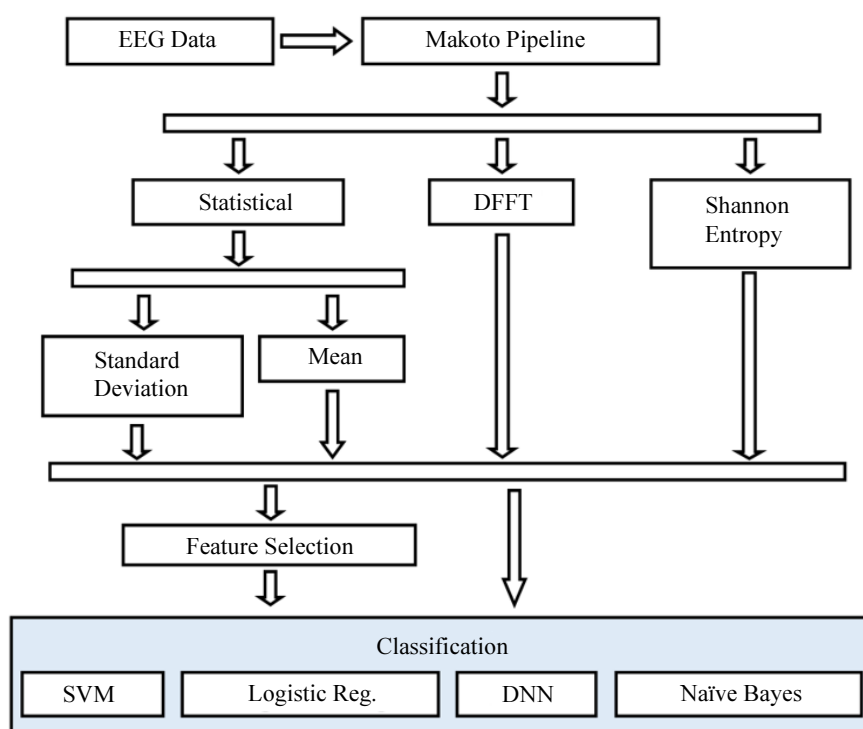 EEG Data
Makoto Pipeline
Statistical
DFFT
Shannon
Entropy
Standard
Deviation
Mean
Feature Selection
Classification
SVM
Logistic Reg.
DNN
Naïve Bayes